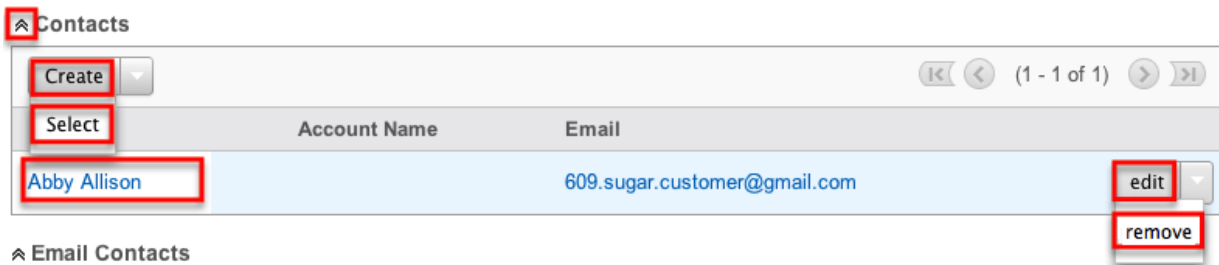 Contacts
Create (1 - 1 of 1)
Select Account Name Email
Abby Allison 609.sugar.customer@gmail.com edit
remove
Email Contacts